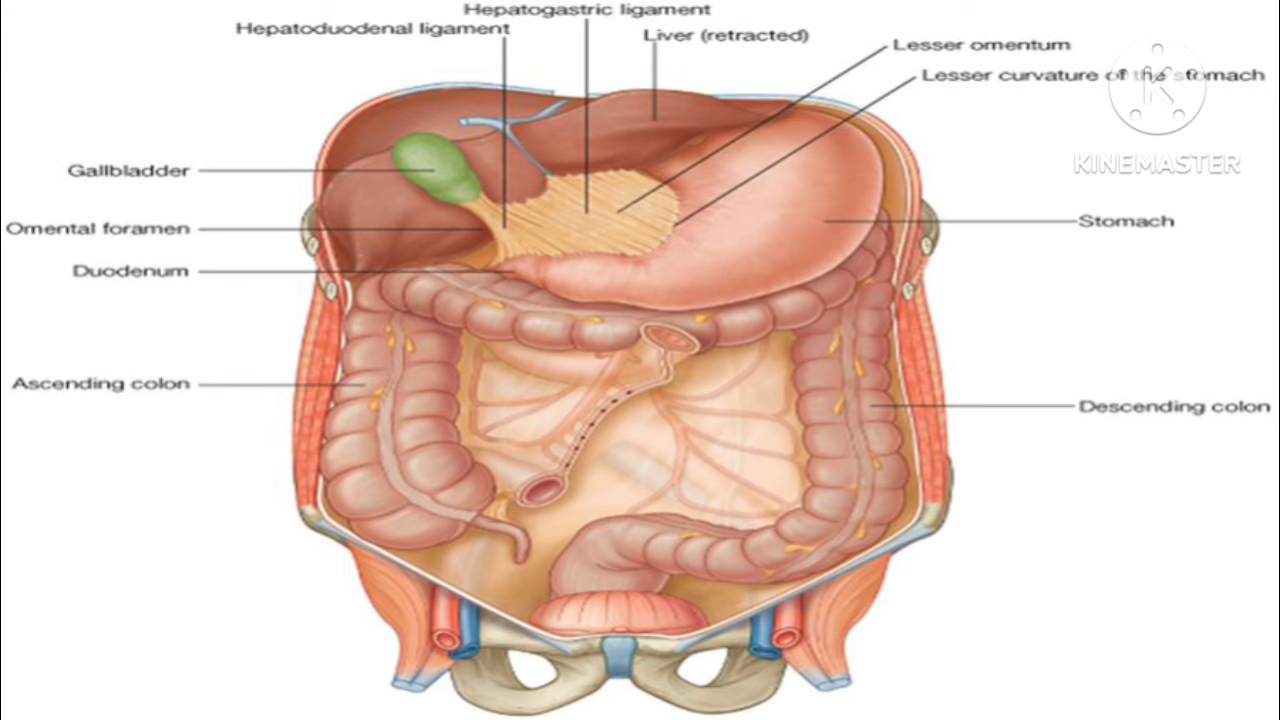 Hepatogastric ligament
Hepatoduodenal ligament
Liver (retracted)
Lesser omentum
Lesser curvature of the stomach
K
KINEMASTER
Gallbladder
Omental foramen
Stomach
Duodenum
Ascending colon
Descending colon